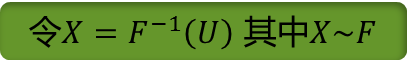 令X = F⁻¹(U) 其中X~F